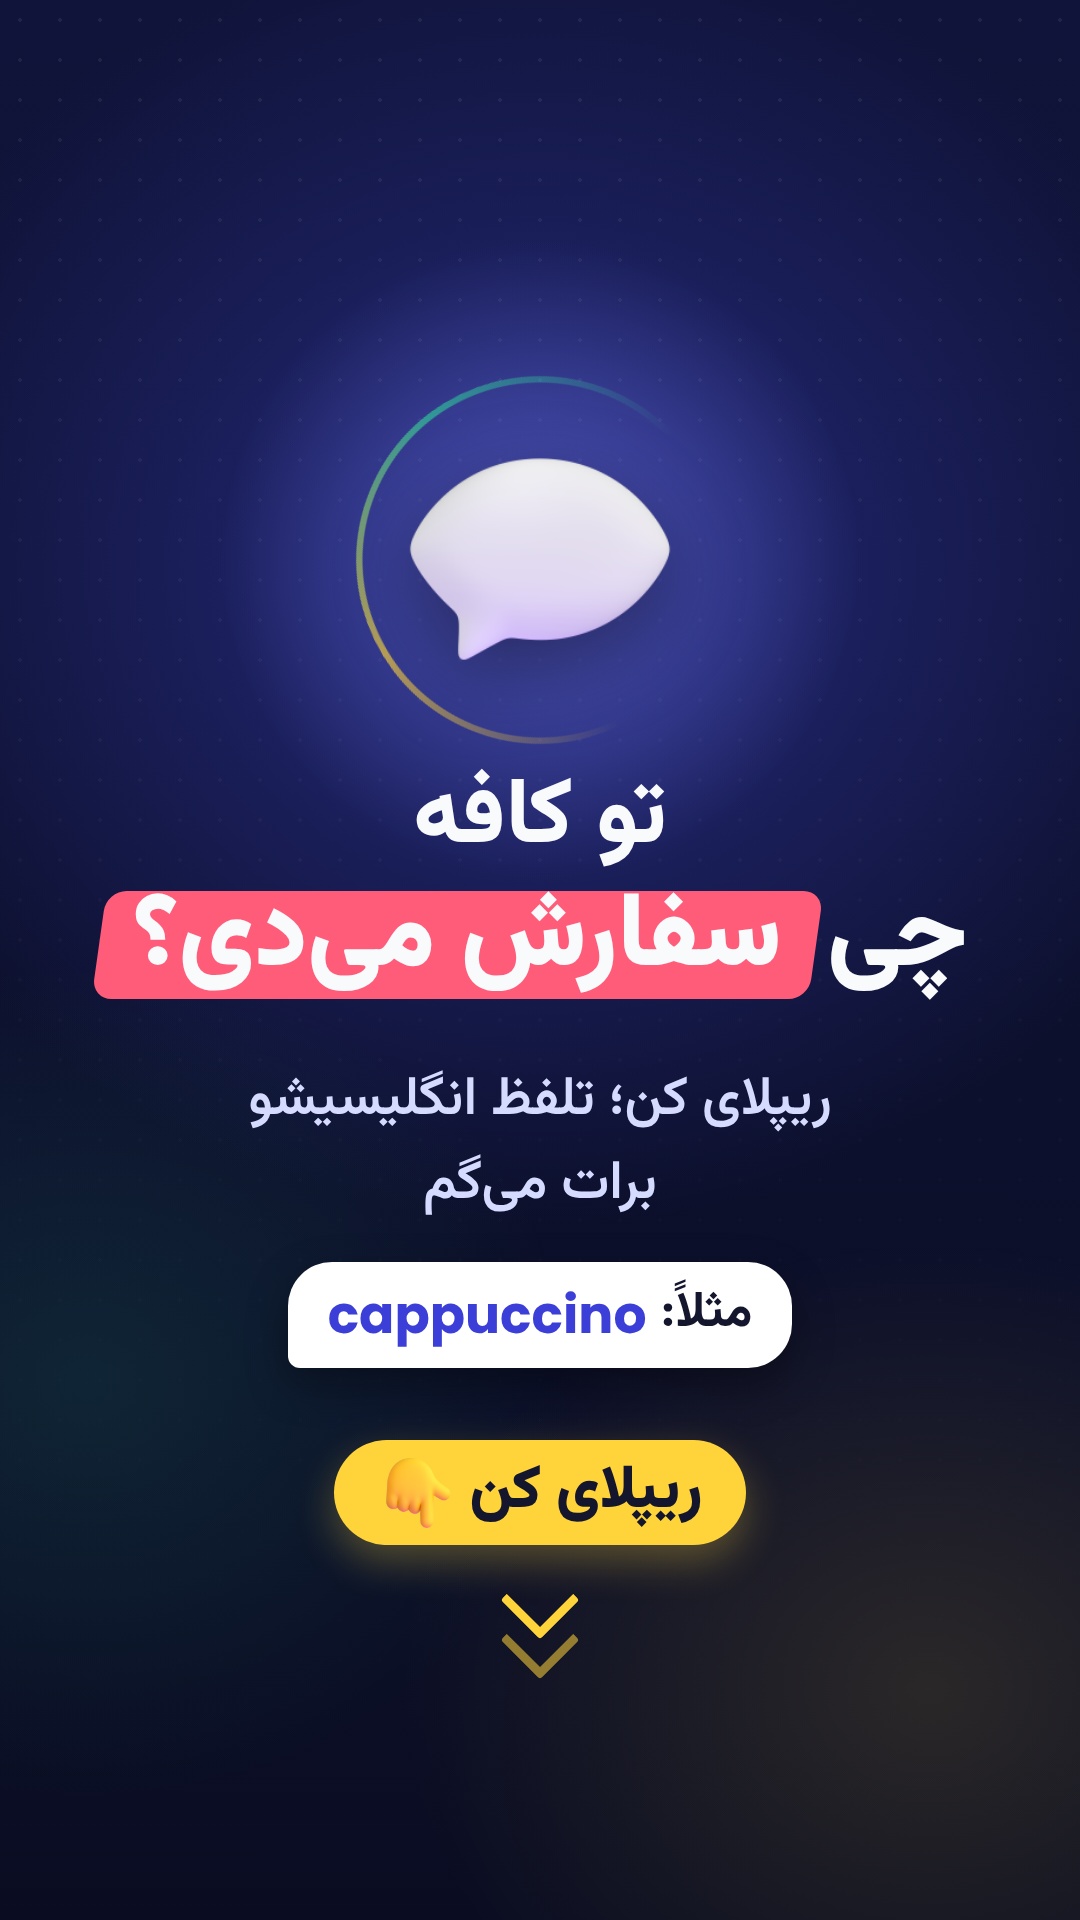 تو کافه
چی سفارش می‌دی؟
ریپلای کن؛ تلفظ انگلیسیشو
برات می‌گم
مثلاً: cappuccino
ریپلای کن 👇